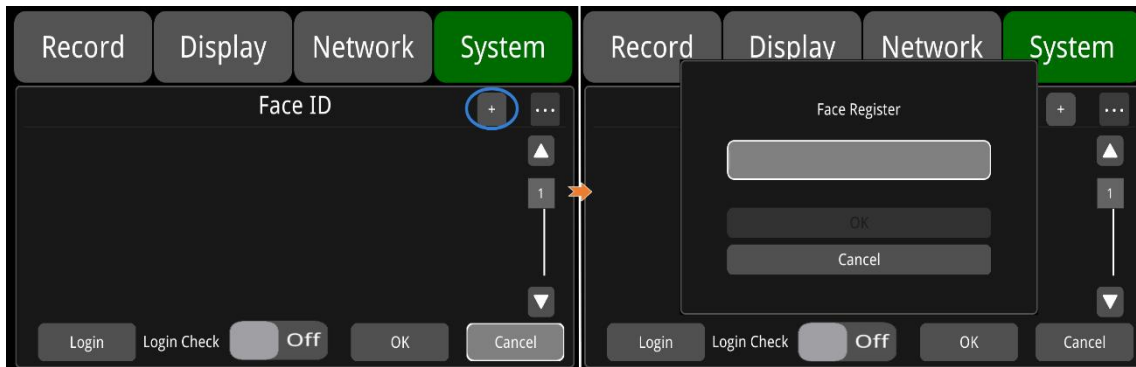 Record Display Network System
Face ID + ...
1
Login Login Check Off OK Cancel
Record Display Network System
+ ...
Face Register
1
OK
Cancel
Login Login Check Off OK Cancel